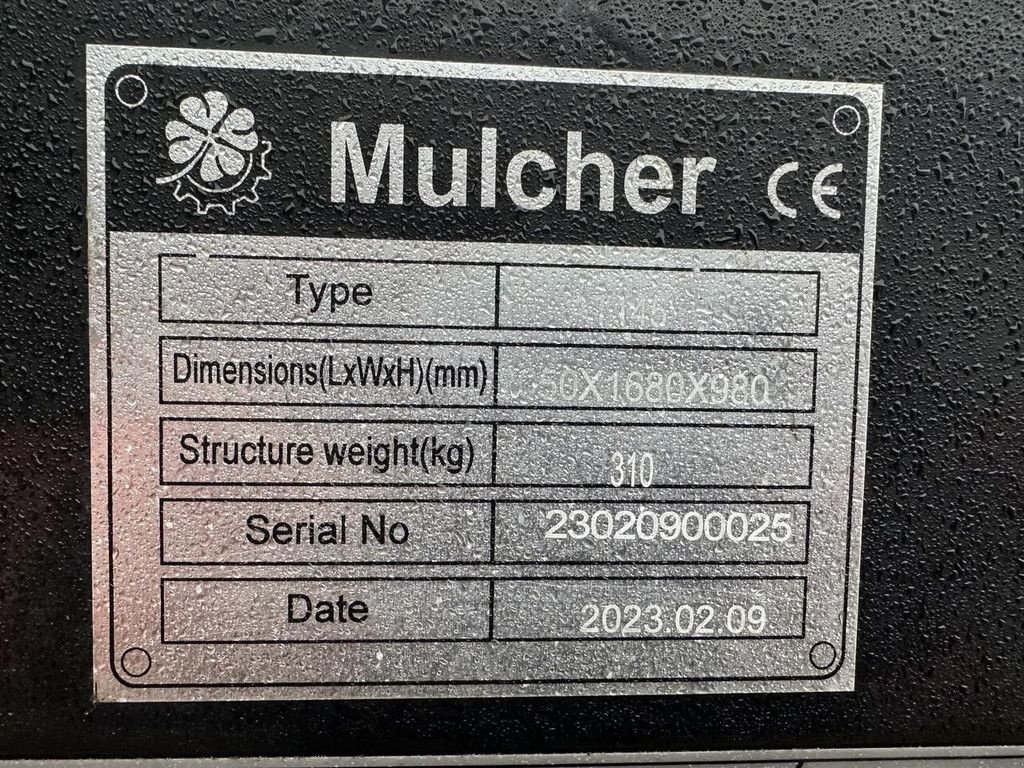 Mulcher CE
Type
Dimensions(LxWxH)(mm)
Structure weight(kg) 310
Serial No 23020900025
Date 2023.02.09